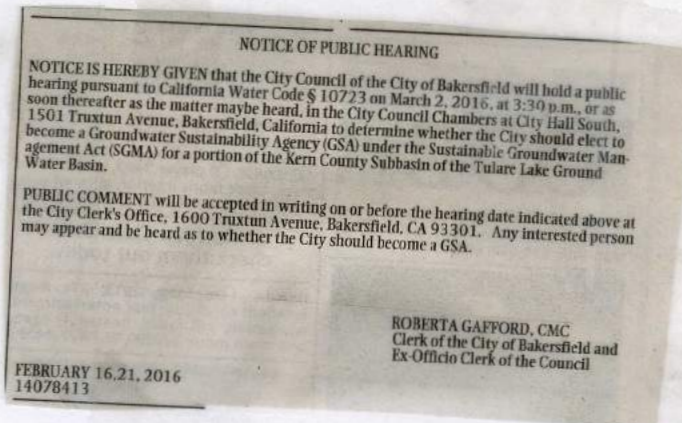 NOTICE OF PUBLIC HEARING
NOTICE IS HEREBY GIVEN that the City Council of the City of Bakersfield will hold a public
hearing pursuant to California Water Code § 10723 on March 2, 2016, at 3:30 p.m., or as
soon thereafter as the matter maybe heard, in the City Council Chambers at City Hall South,
1501 Truxtun Avenue, Bakersfield, California to determine whether the City should elect to
become a Groundwater Sustainability Agency (GSA) under the Sustainable Groundwater Man-
agement Act (SGMA) for a portion of the Kern County Subbasin of the Tulare Lake Ground
Water Basin.
PUBLIC COMMENT will be accepted in writing on or before the hearing date indicated above at
the City Clerk's Office, 1600 Truxtun Avenue, Bakersfield, CA 93301. Any interested person
may appear and be heard as to whether the City should become a GSA.
ROBERTA GAFFORD, CMC
Clerk of the City of Bakersfield and
Ex-Officio Clerk of the Council
FEBRUARY 16,21, 2016
14078413